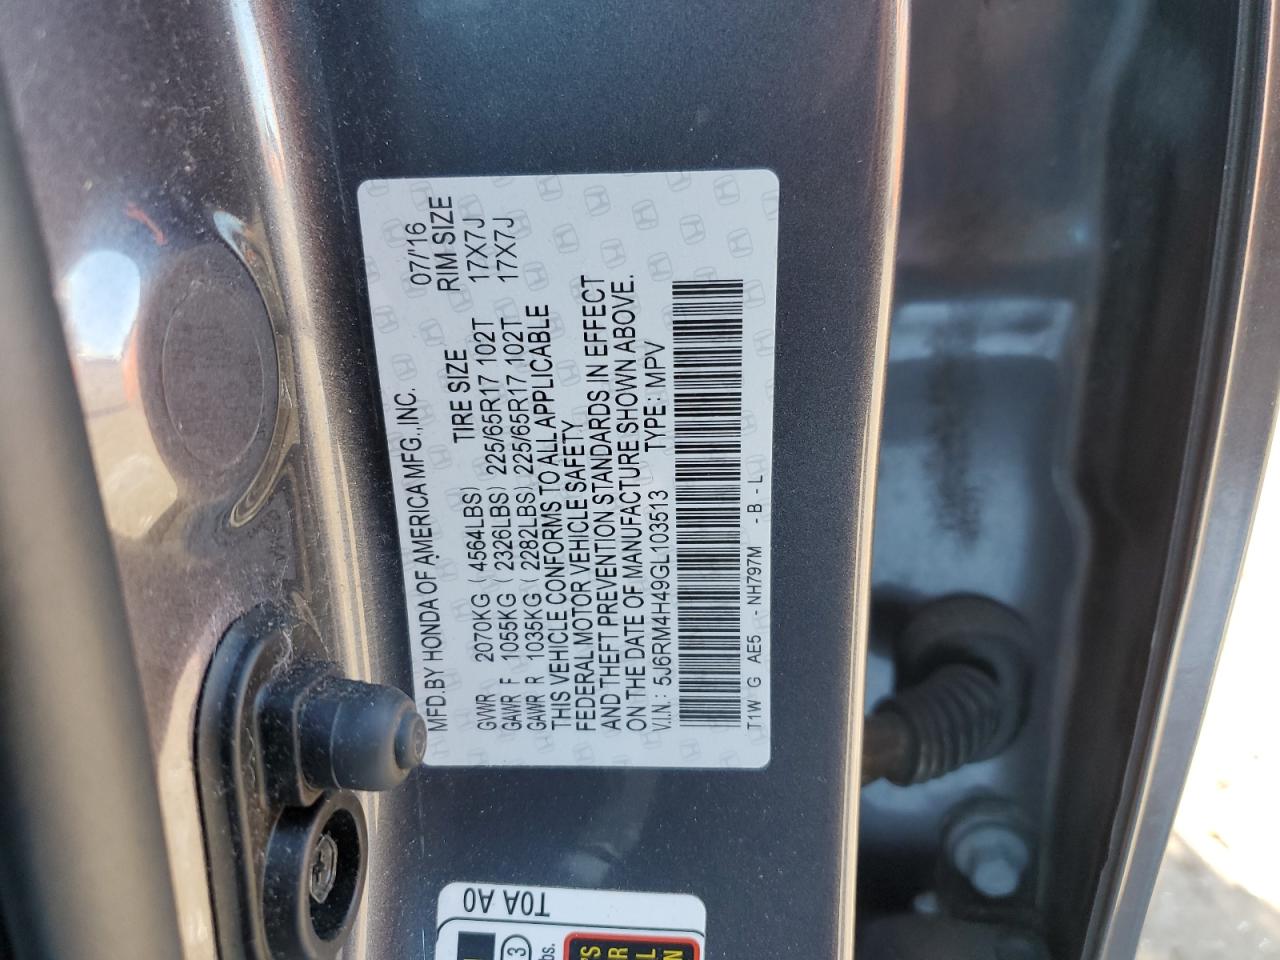 MFD.BY HONDA OF AMERICA MFG.,INC. 07/'16
TIRE SIZE RIM SIZE
GVWR 2070KG ( 4564LBS)
GAWR F 1055KG ( 2326LBS) 225/65R17 102T 17X7J
GAWR R 1035KG ( 2282LBS) 225/65R17 102T 17X7J
THIS VEHICLE CONFORMS TO ALL APPLICABLE
FEDERAL MOTOR VEHICLE SAFETY
AND THEFT PREVENTION STANDARDS IN EFFECT
ON THE DATE OF MANUFACTURE SHOWN ABOVE.
V.I.N.: 5J6RM4H49GL103513 TYPE: MPV
T1W G AE5 - NH797M - B - L
T0A A0
3
bs.